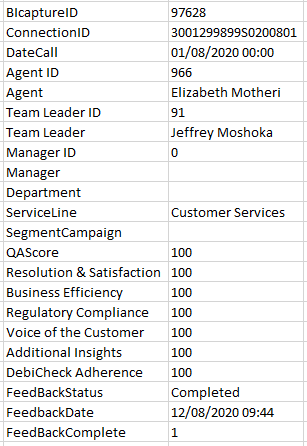 BIcaptureID 97628
ConnectionID 3001299899S0200801
DateCall 01/08/2020 00:00
Agent ID 966
Agent Elizabeth Motheri
Team Leader ID 91
Team Leader Jeffrey Moshoka
Manager ID 0
Manager
Department
ServiceLine Customer Services
SegmentCampaign
QAScore 100
Resolution & Satisfaction 100
Business Efficiency 100
Regulatory Compliance 100
Voice of the Customer 100
Additional Insights 100
DebiCheck Adherence 100
FeedBackStatus Completed
FeedbackDate 12/08/2020 09:44
FeedBackComplete 1